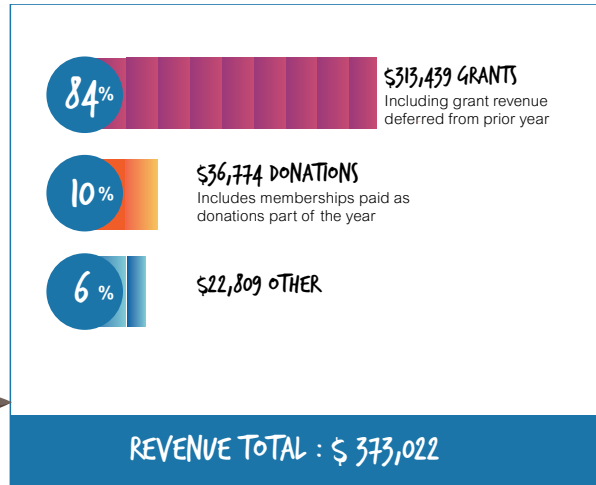 84%
$313,439 GRANTS
Including grant revenue
deferred from prior year
10%
$36,774 DONATIONS
Includes memberships paid as
donations part of the year
6 %
$22,809 OTHER
REVENUE TOTAL : $ 373,022